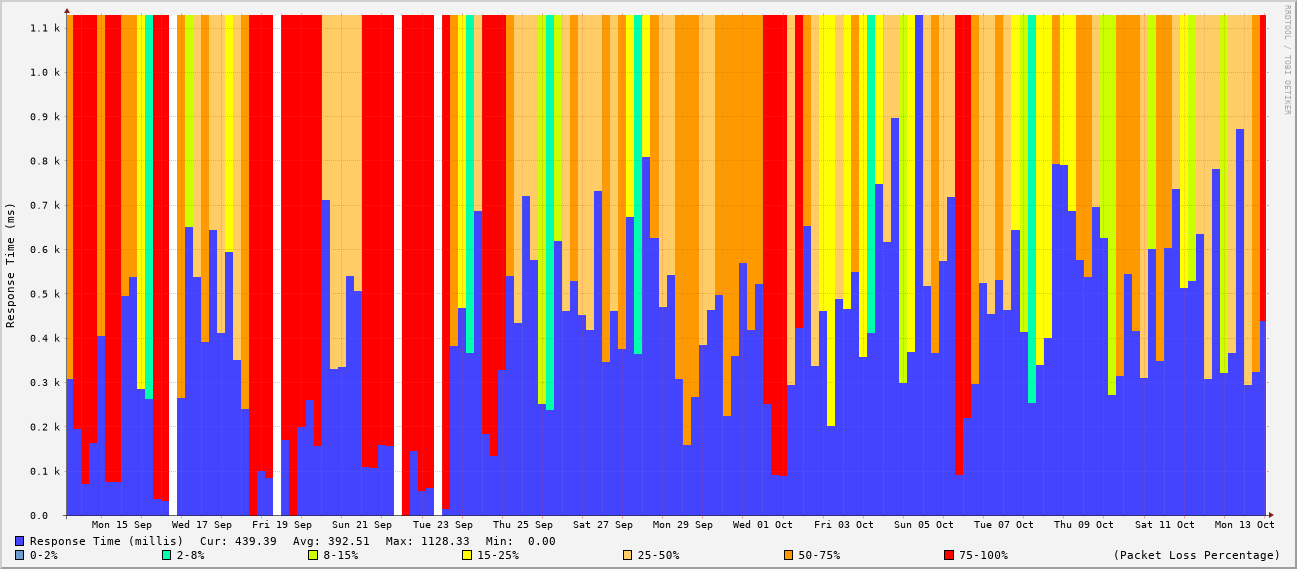 RRDTOOL / TOBI OETIKER
Response Time (ms)
1.1 k
1.0 k
0.9 k
0.8 k
0.7 k
0.6 k
0.5 k
0.4 k
0.3 k
0.2 k
0.1 k
0.0
Mon 15 Sep Wed 17 Sep Fri 19 Sep Sun 21 Sep Tue 23 Sep Thu 25 Sep Sat 27 Sep Mon 29 Sep Wed 01 Oct Fri 03 Oct Sun 05 Oct Tue 07 Oct Thu 09 Oct Sat 11 Oct Mon 13 Oct
Response Time (millis) Cur: 439.39 Avg: 392.51 Max: 1128.33 Min: 0.00
0-2% 2-8% 8-15% 15-25% 25-50% 50-75% 75-100% (Packet Loss Percentage)